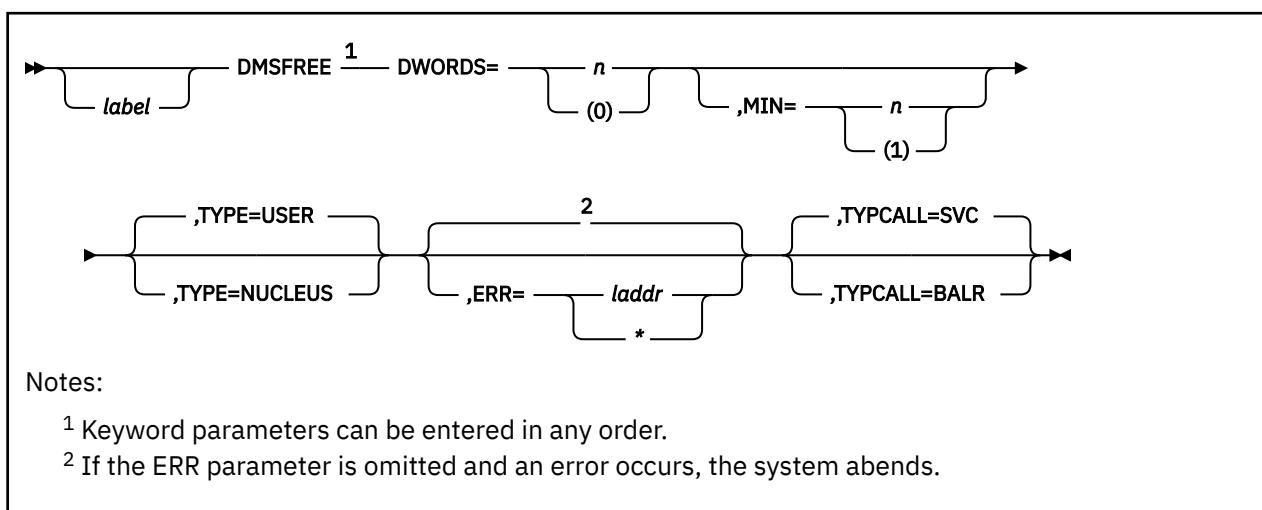 label DMSFREE 1 DWORDS= n (0) ,MIN= n (1)
,TYPE=USER ,TYPE=NUCLEUS 2 ,ERR= laddr * ,TYPCALL=SVC ,TYPCALL=BALR
Notes:
1 Keyword parameters can be entered in any order.
2 If the ERR parameter is omitted and an error occurs, the system abends.